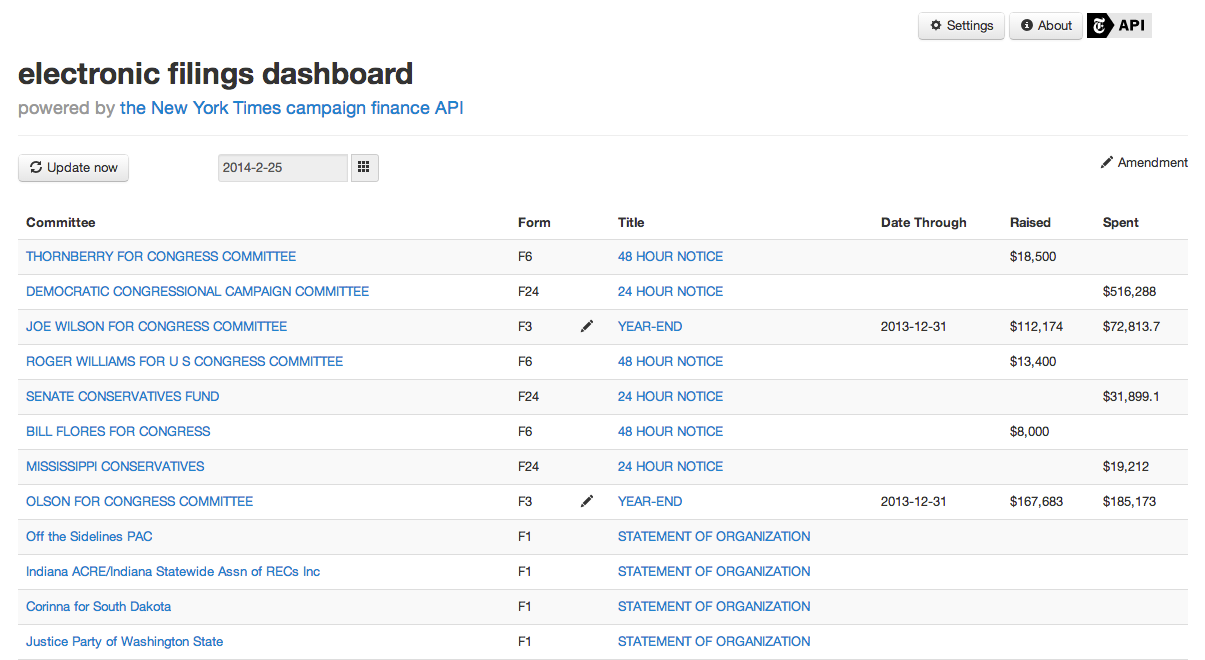 Settings About API
electronic filings dashboard
powered by the New York Times campaign finance API
Update now 2014-2-25 Amendment
Committee Form Title Date Through Raised Spent
THORNBERRY FOR CONGRESS COMMITTEE F6 48 HOUR NOTICE $18,500
DEMOCRATIC CONGRESSIONAL CAMPAIGN COMMITTEE F24 24 HOUR NOTICE $516,288
JOE WILSON FOR CONGRESS COMMITTEE F3 YEAR-END 2013-12-31 $112,174 $72,813.7
ROGER WILLIAMS FOR U S CONGRESS COMMITTEE F6 48 HOUR NOTICE $13,400
SENATE CONSERVATIVES FUND F24 24 HOUR NOTICE $31,899.1
BILL FLORES FOR CONGRESS F6 48 HOUR NOTICE $8,000
MISSISSIPPI CONSERVATIVES F24 24 HOUR NOTICE $19,212
OLSON FOR CONGRESS COMMITTEE F3 YEAR-END 2013-12-31 $167,683 $185,173
Off the Sidelines PAC F1 STATEMENT OF ORGANIZATION
Indiana ACRE/Indiana Statewide Assn of RECs Inc F1 STATEMENT OF ORGANIZATION
Corinna for South Dakota F1 STATEMENT OF ORGANIZATION
Justice Party of Washington State F1 STATEMENT OF ORGANIZATION